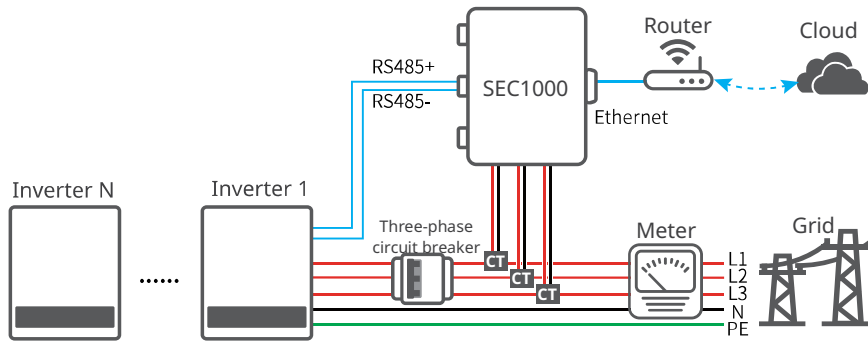 Router
Cloud
RS485+
SEC1000
RS485-
Ethernet
Inverter N
Inverter 1
Three-phase
circuit breaker
Meter
Grid
CT
CT
CT
L1
L2
L3
N
PE
......